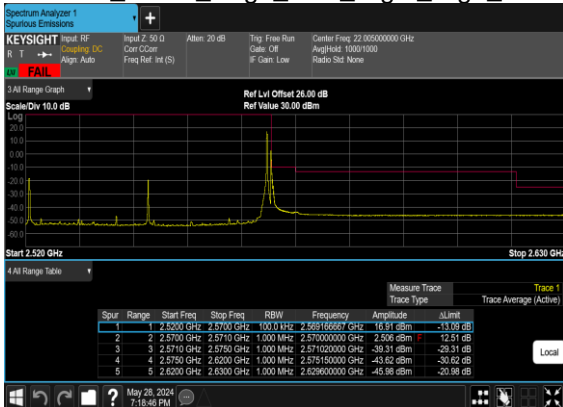 Spectrum Analyzer 1
Spurious Emissions
+
KEYSIGHT Input: RF Input Z: 50 Ω Atten: 20 dB Trig: Free Run Center Freq: 22.005000000 GHz
R T Coupling: DC Corr CCorr Gate: Off Avg|Hold: 1000/1000
Align: Auto Freq Ref: Int (S) IF Gain: Low Radio Std: None
FAIL
3 All Range Graph
Ref Lvl Offset 26.00 dB
Scale/Div 10.0 dB Ref Value 30.00 dBm
Log
20.0
10.0
0.00
-10.0
-20.0
-30.0
-40.0
-50.0
-60.0
Start 2.520 GHz Stop 2.630 GHz
4 All Range Table
Measure Trace Trace 1
Trace Type Trace Average (Active)
Spur Range Start Freq Stop Freq RBW Frequency Amplitude ΔLimit
1 1 2.5200 GHz 2.5700 GHz 100.0 kHz 2.569166667 GHz 16.91 dBm -13.09 dB
2 2 2.5700 GHz 2.5710 GHz 1.000 MHz 2.570000000 GHz 2.506 dBm F 12.51 dB
3 3 2.5710 GHz 2.5750 GHz 1.000 MHz 2.571020000 GHz -39.31 dBm -29.31 dB
4 4 2.5750 GHz 2.6200 GHz 1.000 MHz 2.575150000 GHz -43.62 dBm -30.62 dB
5 5 2.6200 GHz 2.6300 GHz 1.000 MHz 2.629600000 GHz -45.98 dBm -20.98 dB
Local
? May 28, 2024
7:18:46 PM